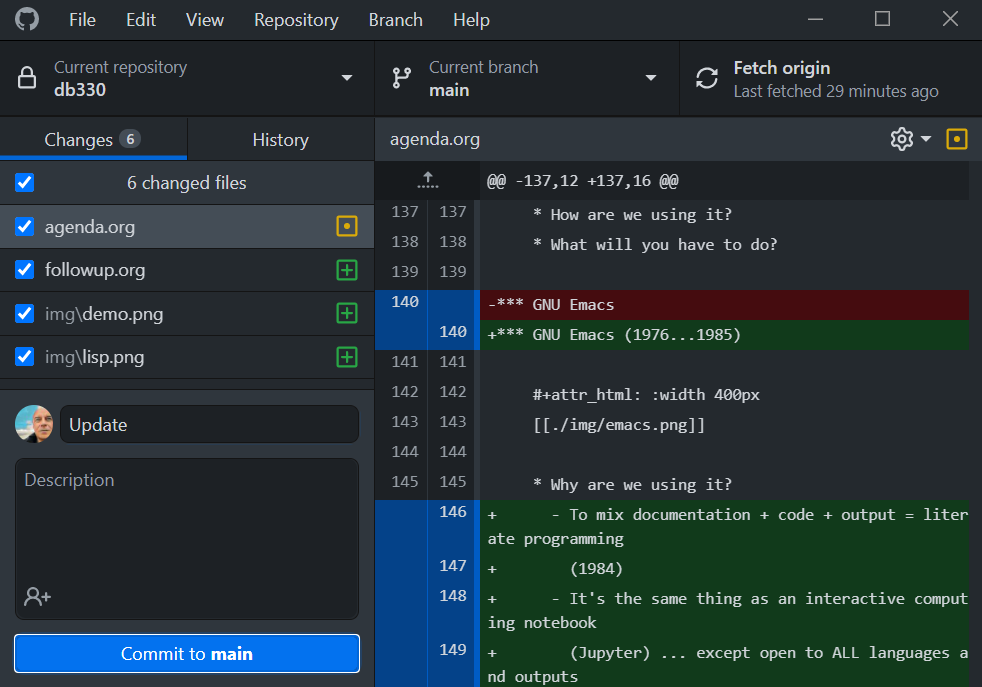 File Edit View Repository Branch Help
Current repository
db330
Current branch
main
Fetch origin
Last fetched 29 minutes ago
Changes 6
History
6 changed files
agenda.org
followup.org
img\demo.png
img\lisp.png
Update
Description
Commit to main
agenda.org
@@ -137,12 +137,16 @@
137 137 * How are we using it?
138 138 * What will you have to do?
139 139
140 -*** GNU Emacs
140 +*** GNU Emacs (1976...1985)
141 141
142 142 #+attr_html: :width 400px
143 143 [[./img/emacs.png]]
144 144
145 145 * Why are we using it?
146 + - To mix documentation + code + output = liter
ate programming
147 + (1984)
148 + - It's the same thing as an interactive comput
ing notebook
149 + (Jupyter) ... except open to ALL languages a
nd outputs